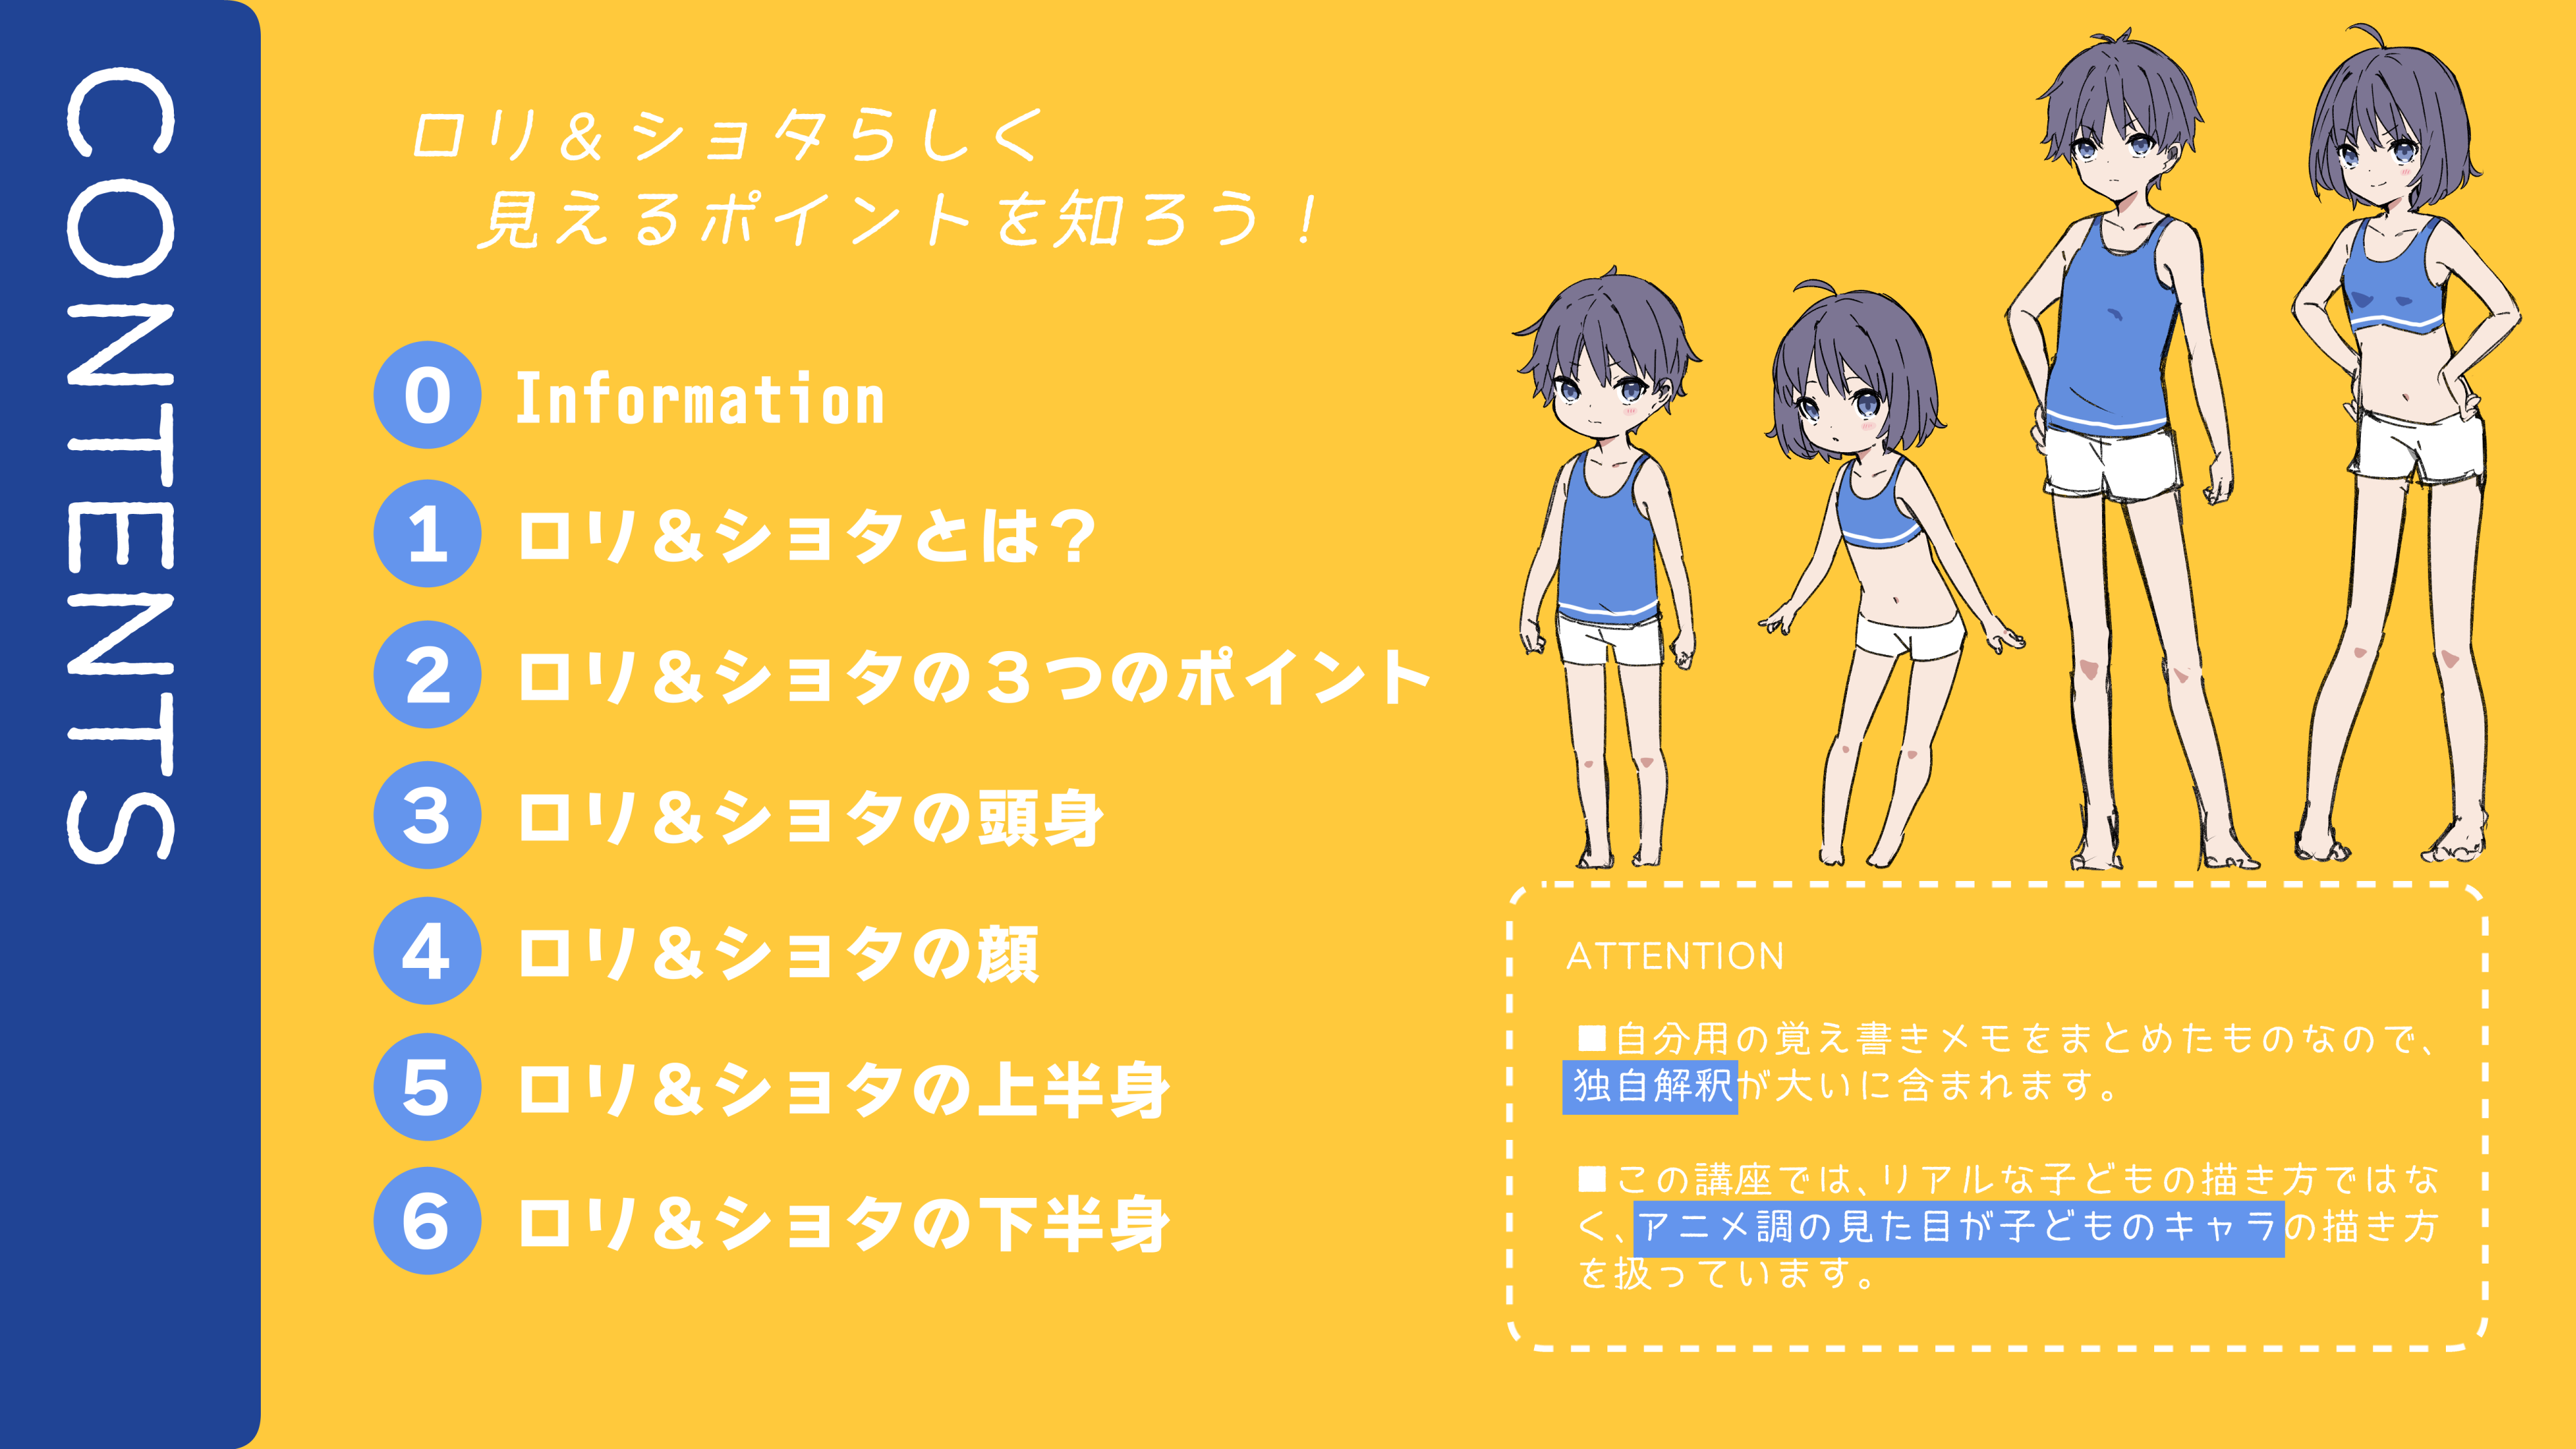 CONTENTS
ロリ&ショタらしく
見えるポイントを知ろう！
0 Information
1 ロリ&ショタとは？
2 ロリ&ショタの３つのポイント
3 ロリ&ショタの頭身
4 ロリ&ショタの顔
5 ロリ&ショタの上半身
6 ロリ&ショタの下半身
ATTENTION
■自分用の覚え書きメモをまとめたものなので、
独自解釈が大いに含まれます。
■この講座では、リアルな子どもの描き方ではな
く、アニメ調の見た目が子どものキャラの描き方
を扱っています。